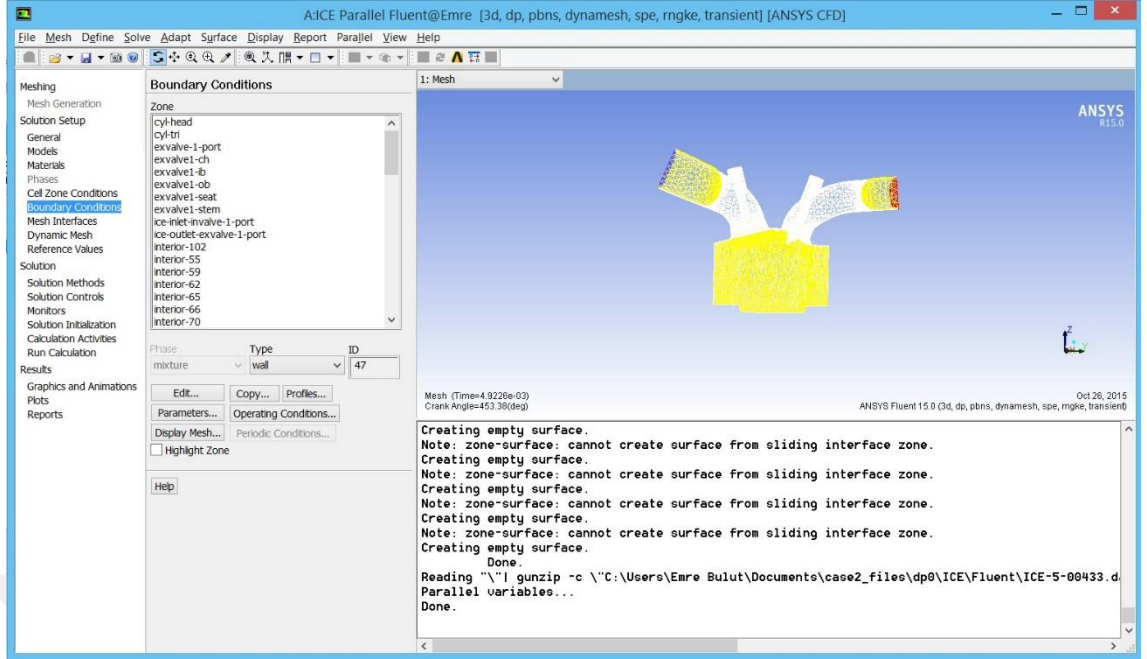 A:ICE Parallel Fluent@Emre [3d, dp, pbns, dynamesh, spe, rngke, transient] [ANSYS CFD]
File Mesh Define Solve Adapt Surface Display Report Parallel View Help
Meshing
Mesh Generation
Solution Setup
General
Models
Materials
Phases
Cell Zone Conditions
Boundary Conditions
Mesh Interfaces
Dynamic Mesh
Reference Values
Solution
Solution Methods
Solution Controls
Monitors
Solution Initialization
Calculation Activities
Run Calculation
Results
Graphics and Animations
Plots
Reports
Boundary Conditions
Zone
cyl-head
cyl-tri
exvalve-1-port
exvalve1-ch
exvalve1-ib
exvalve1-ob
exvalve1-seat
exvalve1-stem
ice-inlet-invalve-1-port
ice-outlet-exvalve-1-port
interior-102
interior-55
interior-59
interior-62
interior-65
interior-66
interior-70
Phase Type ID
mixture wall 47
Edit... Copy... Profiles...
Parameters... Operating Conditions...
Display Mesh... Periodic Conditions...
Highlight Zone
Help
1: Mesh
ANSYS
R15.0
Z
Y
Mesh (Time=4.9226e-03)
Crank Angle=453.38(deg)
Oct 26, 2015
ANSYS Fluent 15.0 (3d, dp, pbns, dynamesh, spe, rngke, transient)
Creating empty surface.
Note: zone-surface: cannot create surface from sliding interface zone.
Creating empty surface.
Note: zone-surface: cannot create surface from sliding interface zone.
Creating empty surface.
Note: zone-surface: cannot create surface from sliding interface zone.
Creating empty surface.
Note: zone-surface: cannot create surface from sliding interface zone.
Creating empty surface.
Done.
Reading "\"| gunzip -c \"C:\Users\Emre Bulut\Documents\case2_files\dp0\ICE\Fluent\ICE-5-00433.d
Parallel variables...
Done.